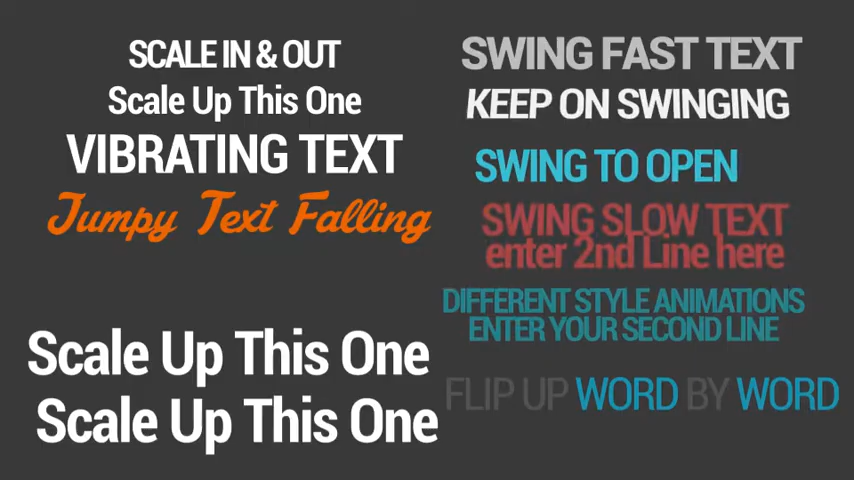 SCALE IN & OUT
Scale Up This One
VIBRATING TEXT
Jumpy Text Falling
Scale Up This One
Scale Up This One
SWING FAST TEXT
KEEP ON SWINGING
SWING TO OPEN
SWING SLOW TEXT
enter 2nd Line here
DIFFERENT STYLE ANIMATIONS
ENTER YOUR SECOND LINE
FLIP UP WORD BY WORD